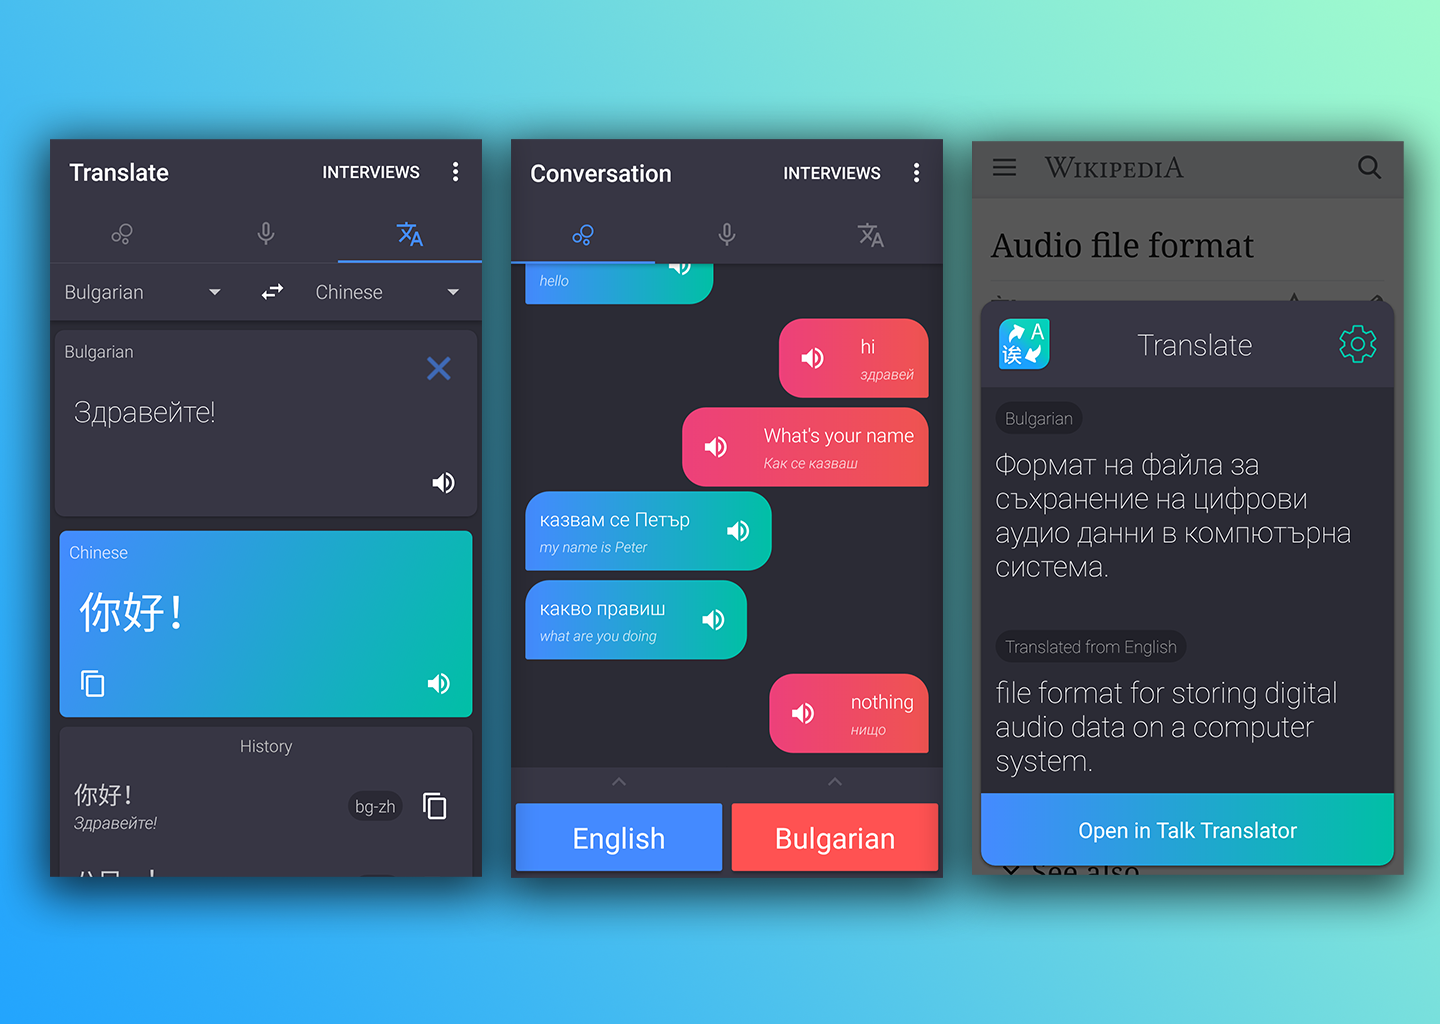 Translate
INTERVIEWS
Bulgarian
Chinese
Bulgarian
Здравейте!
Chinese
你好！
History
你好！
Здравейте!
bg-zh
Conversation
INTERVIEWS
hello
hi
здравей
What's your name
Как се казваш
казвам се Петър
my name is Peter
какво правиш
what are you doing
nothing
нищо
English
Bulgarian
WIKIPEDIA
Audio file format
A
诶
Translate
Bulgarian
Формат на файла за
съхранение на цифрови
аудио данни в компютърна
система.
Translated from English
file format for storing digital
audio data on a computer
system.
Open in Talk Translator
See also